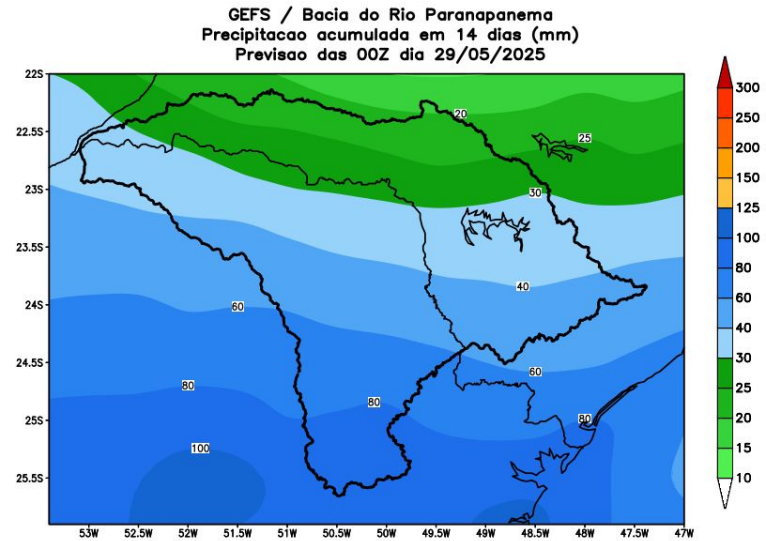 GEFS / Bacia do Rio Paranapanema
Precipitacao acumulada em 14 dias (mm)
Previsao das 00Z dia 29/05/2025
22S
22.5S
23S
23.5S
24S
24.5S
25S
25.5S
20
25
30
40
60
60
80
80
80
100
53W 52.5W 52W 51.5W 51W 50.5W 50W 49.5W 49W 48.5W 48W 47.5W 47W
300
250
200
150
125
100
80
60
40
30
25
20
15
10